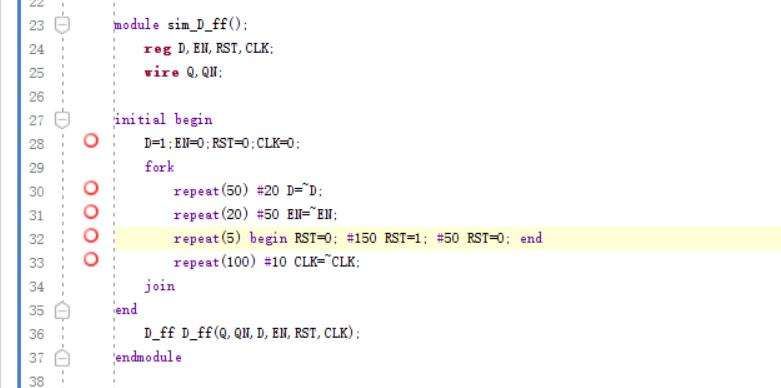 22
23 module sim_D_ff();
24 reg D,EN,RST,CLK;
25 wire Q,QN;
26
27 initial begin
28 D=1;EN=0;RST=0;CLK=0;
29 fork
30 repeat(50) #20 D=~D;
31 repeat(20) #50 EN=~EN;
32 repeat(5) begin RST=0; #150 RST=1; #50 RST=0; end
33 repeat(100) #10 CLK=~CLK;
34 join
35 end
36 D_ff D_ff(Q,QN,D,EN,RST,CLK);
37 endmodule
38